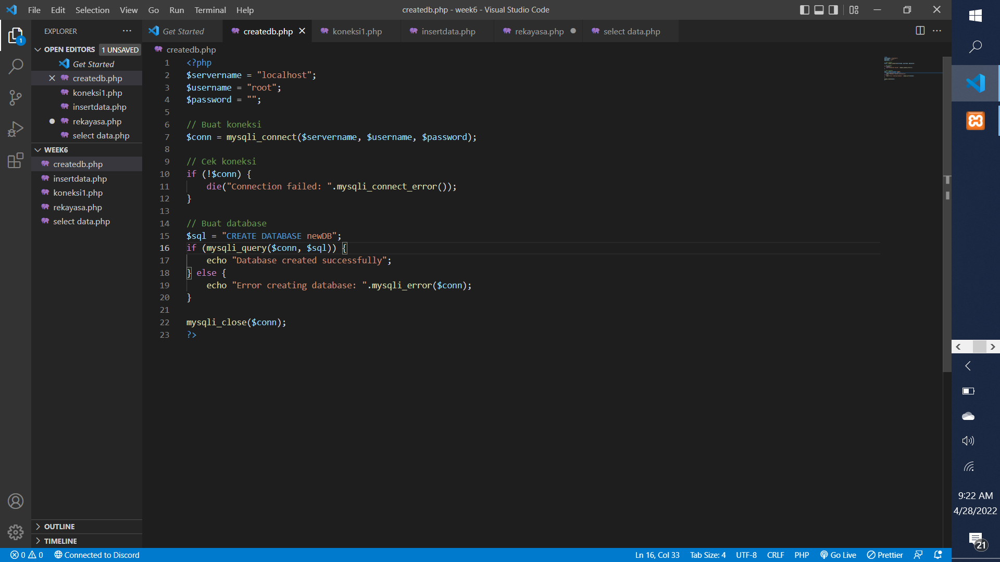 File Edit Selection View Go Run Terminal Help
createdb.php - week6 - Visual Studio Code
EXPLORER
Get Started
createdb.php
koneksi1.php
insertdata.php
rekayasa.php
select data.php
OPEN EDITORS 1 UNSAVED
Get Started
createdb.php
koneksi1.php
insertdata.php
rekayasa.php
select data.php
WEEK6
createdb.php
insertdata.php
koneksi1.php
rekayasa.php
select data.php
OUTLINE
TIMELINE
createdb.php
1 <?php
2 $servername = "localhost";
3 $username = "root";
4 $password = "";
5
6 // Buat koneksi
7 $conn = mysqli_connect($servername, $username, $password);
8
9 // Cek koneksi
10 if (!$conn) {
11     die("Connection failed: ".mysqli_connect_error());
12 }
13
14 // Buat database
15 $sql = "CREATE DATABASE newDB";
16 if (mysqli_query($conn, $sql)) {
17     echo "Database created successfully";
18 } else {
19     echo "Error creating database: ".mysqli_error($conn);
20 }
21
22 mysqli_close($conn);
23 ?>
1
9:22 AM
4/28/2022
21
0 0 Connected to Discord
Ln 16, Col 33 Tab Size: 4 UTF-8 CRLF PHP Go Live Prettier